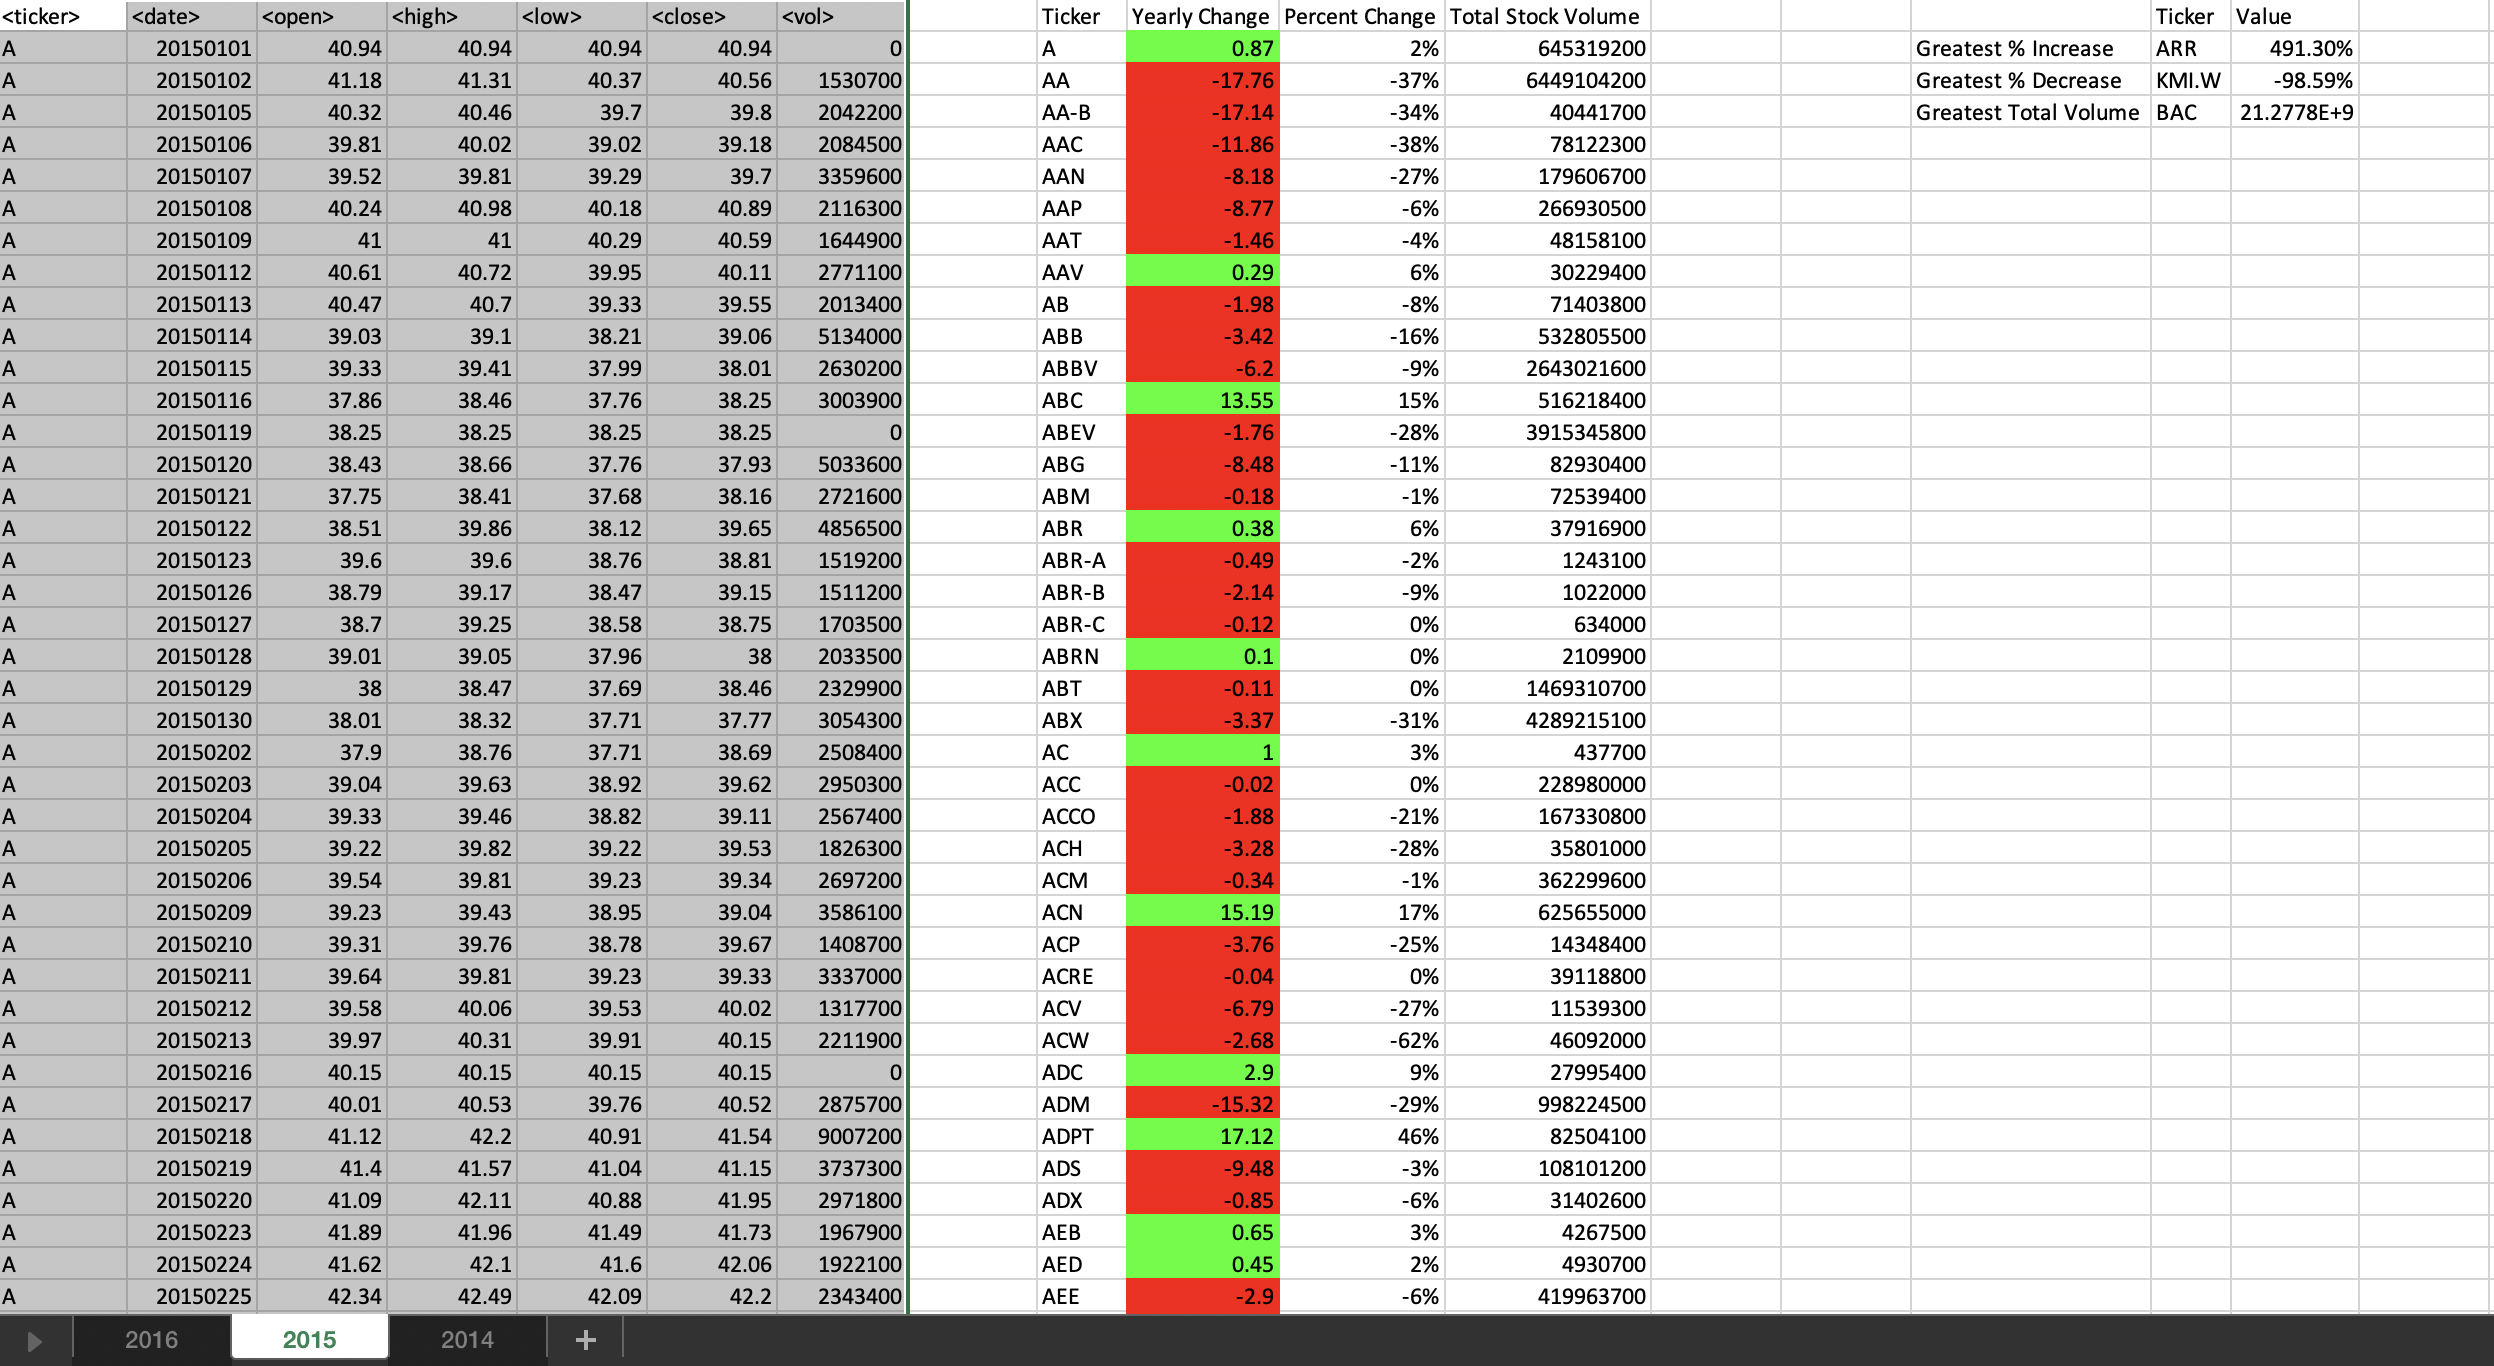 <ticker> <date> <open> <high> <low> <close> <vol> Ticker Yearly Change Percent Change Total Stock Volume Ticker Value
A 20150101 40.94 40.94 40.94 40.94 0 A 0.87 2% 645319200 Greatest % Increase ARR 491.30%
A 20150102 41.18 41.31 40.37 40.56 1530700 AA -17.76 -37% 6449104200 Greatest % Decrease KMI.W -98.59%
A 20150105 40.32 40.46 39.7 39.8 2042200 AA-B -17.14 -34% 40441700 Greatest Total Volume BAC 21.2778E+9
A 20150106 39.81 40.02 39.02 39.18 2084500 AAC -11.86 -38% 78122300
A 20150107 39.52 39.81 39.29 39.7 3359600 AAN -8.18 -27% 179606700
A 20150108 40.24 40.98 40.18 40.89 2116300 AAP -8.77 -6% 266930500
A 20150109 41 41 40.29 40.59 1644900 AAT -1.46 -4% 48158100
A 20150112 40.61 40.72 39.95 40.11 2771100 AAV 0.29 6% 30229400
A 20150113 40.47 40.7 39.33 39.55 2013400 AB -1.98 -8% 71403800
A 20150114 39.03 39.1 38.21 39.06 5134000 ABB -3.42 -16% 532805500
A 20150115 39.33 39.41 37.99 38.01 2630200 ABBV -6.2 -9% 2643021600
A 20150116 37.86 38.46 37.76 38.25 3003900 ABC 13.55 15% 516218400
A 20150119 38.25 38.25 38.25 38.25 0 ABEV -1.76 -28% 3915345800
A 20150120 38.43 38.66 37.76 37.93 5033600 ABG -8.48 -11% 82930400
A 20150121 37.75 38.41 37.68 38.16 2721600 ABM -0.18 -1% 72539400
A 20150122 38.51 39.86 38.12 39.65 4856500 ABR 0.38 6% 37916900
A 20150123 39.6 39.6 38.76 38.81 1519200 ABR-A -0.49 -2% 1243100
A 20150126 38.79 39.17 38.47 39.15 1511200 ABR-B -2.14 -9% 1022000
A 20150127 38.7 39.25 38.58 38.75 1703500 ABR-C -0.12 0% 634000
A 20150128 39.01 39.05 37.96 38 2033500 ABRN 0.1 0% 2109900
A 20150129 38 38.47 37.69 38.46 2329900 ABT -0.11 0% 1469310700
A 20150130 38.01 38.32 37.71 37.77 3054300 ABX -3.37 -31% 4289215100
A 20150202 37.9 38.76 37.71 38.69 2508400 AC 1 3% 437700
A 20150203 39.04 39.63 38.92 39.62 2950300 ACC -0.02 0% 228980000
A 20150204 39.33 39.46 38.82 39.11 2567400 ACCO -1.88 -21% 167330800
A 20150205 39.22 39.82 39.22 39.53 1826300 ACH -3.28 -28% 35801000
A 20150206 39.54 39.81 39.23 39.34 2697200 ACM -0.34 -1% 362299600
A 20150209 39.23 39.43 38.95 39.04 3586100 ACN 15.19 17% 625655000
A 20150210 39.31 39.76 38.78 39.67 1408700 ACP -3.76 -25% 14348400
A 20150211 39.64 39.81 39.23 39.33 3337000 ACRE -0.04 0% 39118800
A 20150212 39.58 40.06 39.53 40.02 1317700 ACV -6.79 -27% 11539300
A 20150213 39.97 40.31 39.91 40.15 2211900 ACW -2.68 -62% 46092000
A 20150216 40.15 40.15 40.15 40.15 0 ADC 2.9 9% 27995400
A 20150217 40.01 40.53 39.76 40.52 2875700 ADM -15.32 -29% 998224500
A 20150218 41.12 42.2 40.91 41.54 9007200 ADPT 17.12 46% 82504100
A 20150219 41.4 41.57 41.04 41.15 3737300 ADS -9.48 -3% 108101200
A 20150220 41.09 42.11 40.88 41.95 2971800 ADX -0.85 -6% 31402600
A 20150223 41.89 41.96 41.49 41.73 1967900 AEB 0.65 3% 4267500
A 20150224 41.62 42.1 41.6 42.06 1922100 AED 0.45 2% 4930700
A 20150225 42.34 42.49 42.09 42.2 2343400 AEE -2.9 -6% 419963700
2016 2015 2014 +